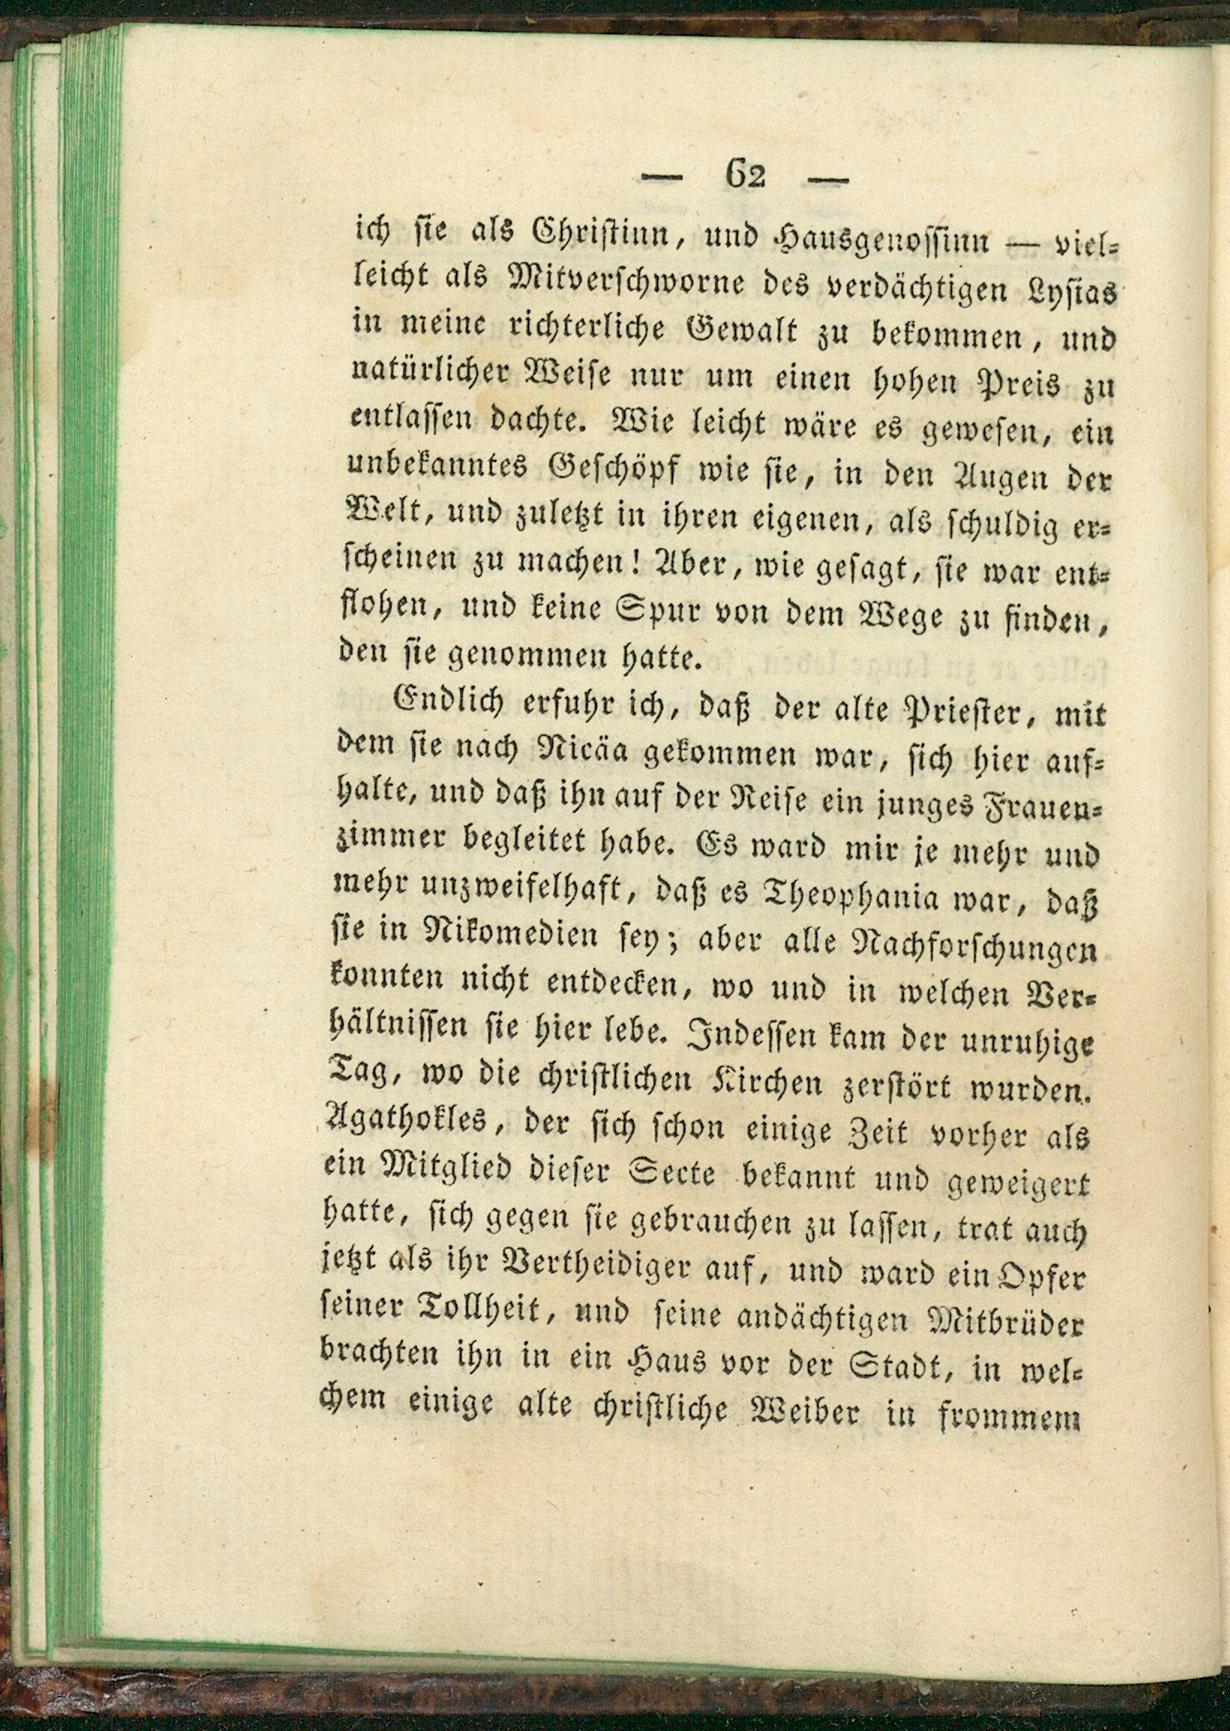 — 62 —
ich sie als Christinn, und Hausgenossinn — viel-
leicht als Mitverschworne des verdächtigen Lysias
in meine richterliche Gewalt zu bekommen, und
natürlicher Weise nur um einen hohen Preis zu
entlassen dachte. Wie leicht wäre es gewesen, ein
unbekanntes Geschöpf wie sie, in den Augen der
Welt, und zuletzt in ihren eigenen, als schuldig er-
scheinen zu machen! Aber, wie gesagt, sie war ent-
flohen, und keine Spur von dem Wege zu finden,
den sie genommen hatte.
Endlich erfuhr ich, daß der alte Priester, mit
dem sie nach Nicäa gekommen war, sich hier auf-
halte, und daß ihn auf der Reise ein junges Frauen-
zimmer begleitet habe. Es ward mir je mehr und
mehr unzweifelhaft, daß es Theophania war, daß
sie in Nikomedien sey; aber alle Nachforschungen
konnten nicht entdecken, wo und in welchen Ver-
hältnissen sie hier lebe. Indessen kam der unruhige
Tag, wo die christlichen Kirchen zerstört wurden.
Agathokles, der sich schon einige Zeit vorher als
ein Mitglied dieser Secte bekannt und geweigert
hatte, sich gegen sie gebrauchen zu lassen, trat auch
jetzt als ihr Vertheidiger auf, und ward ein Opfer
seiner Tollheit, und seine andächtigen Mitbrüder
brachten ihn in ein Haus vor der Stadt, in wel-
chem einige alte christliche Weiber in frommem